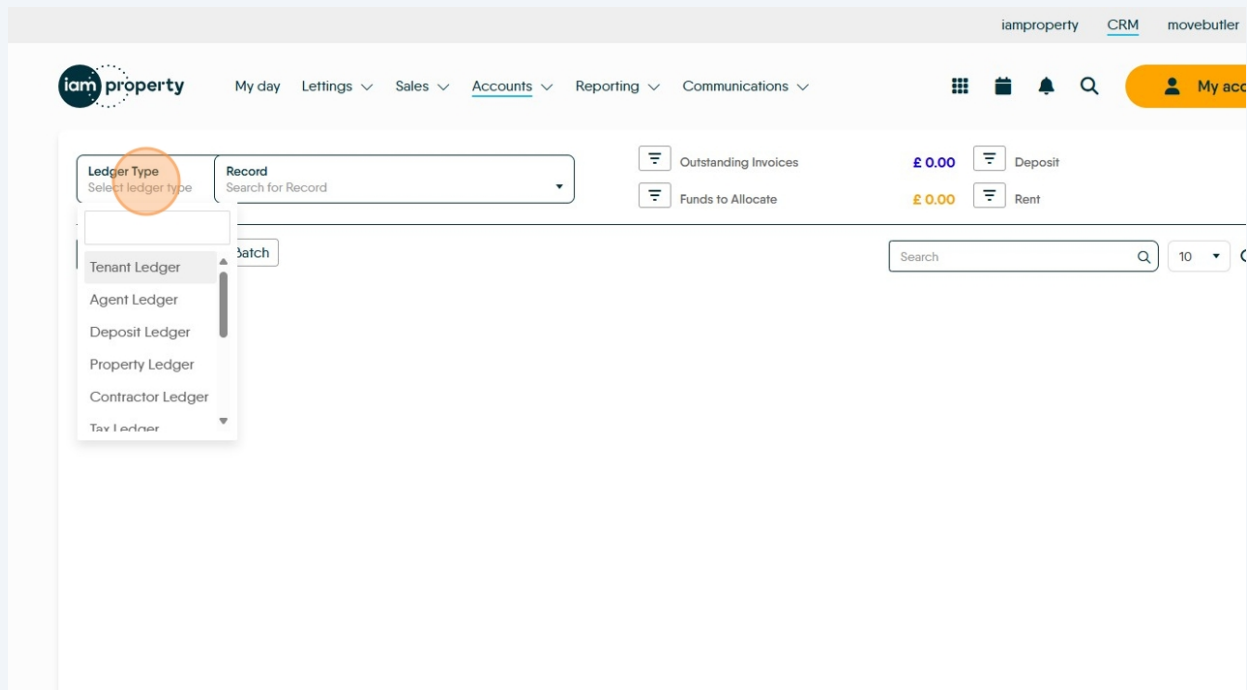 iamproperty CRM movebutler
iam property My day Lettings Sales Accounts Reporting Communications My acc
Ledger Type
Select ledger type
Record
Search for Record
Outstanding Invoices £ 0.00 Deposit
Funds to Allocate £ 0.00 Rent
Batch
Search 10
Tenant Ledger
Agent Ledger
Deposit Ledger
Property Ledger
Contractor Ledger
Tax Ledger